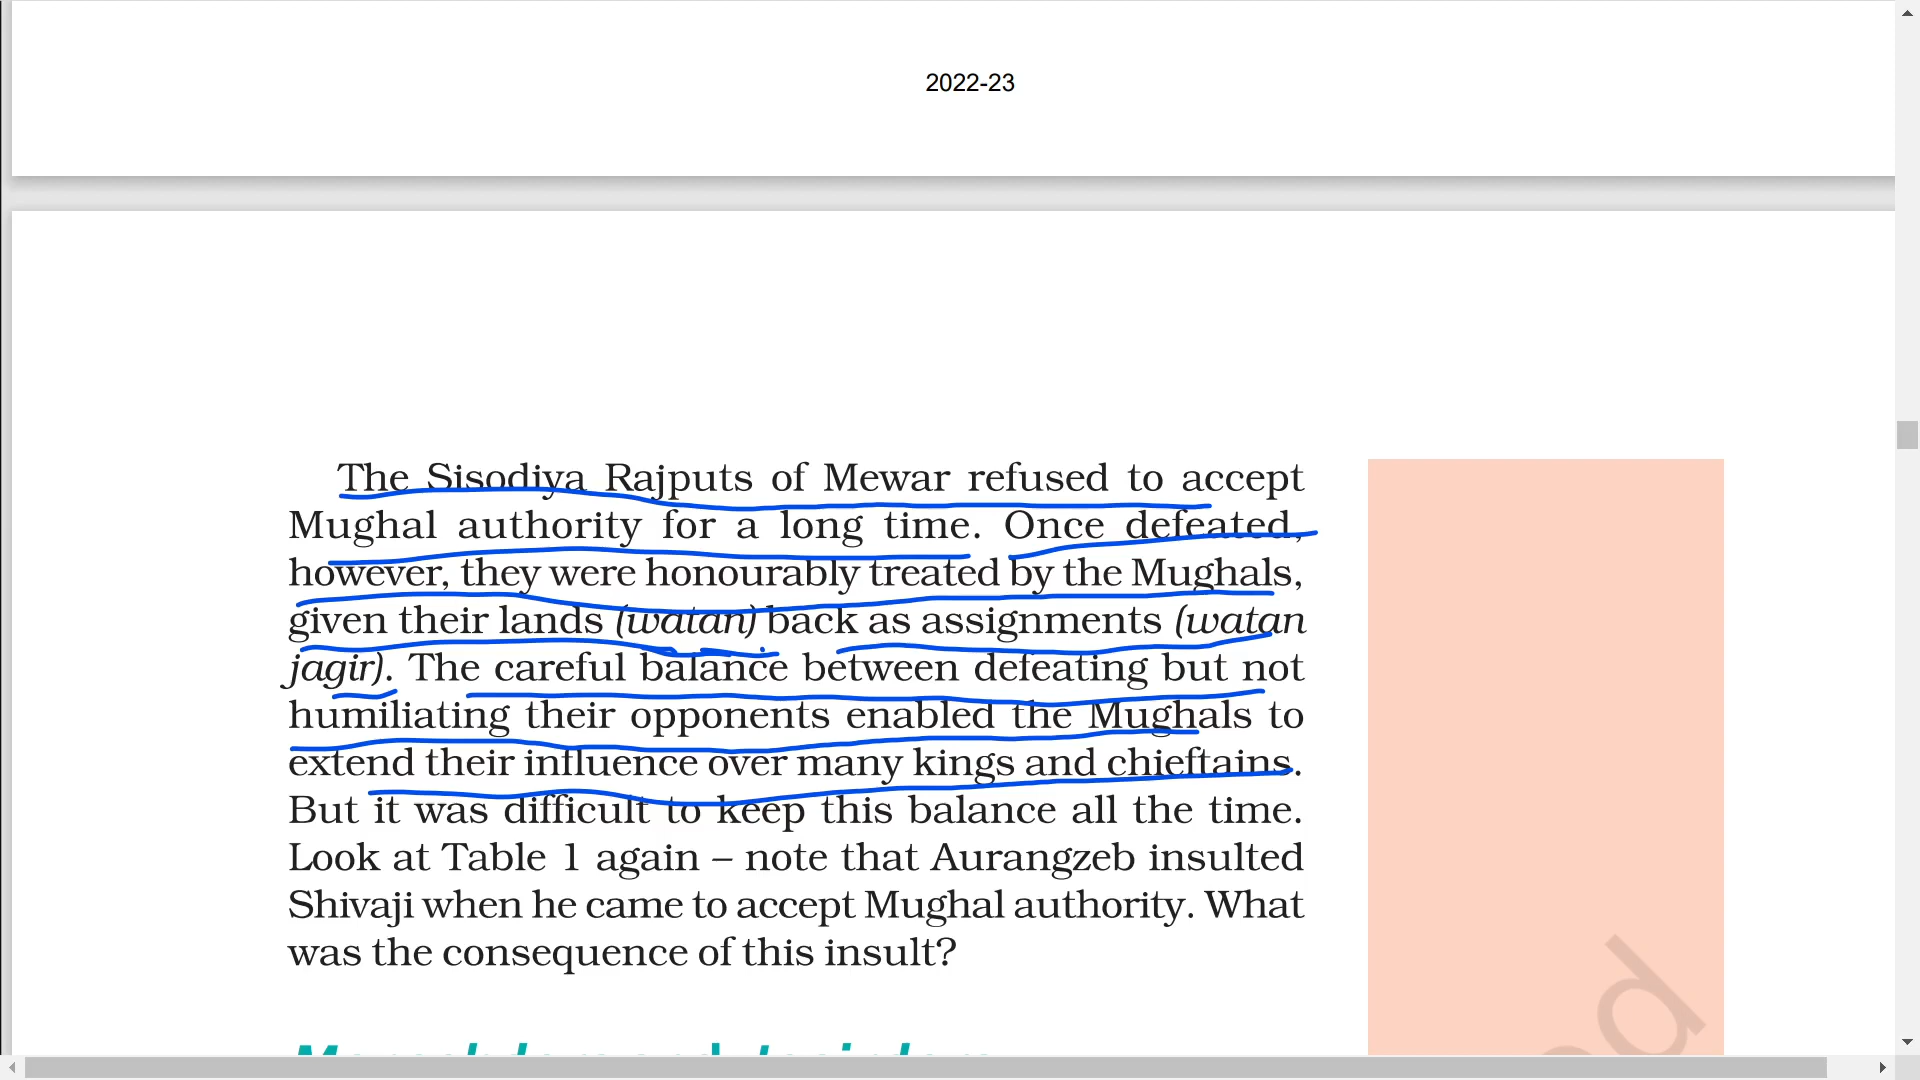 2022-23
The Sisodiya Rajputs of Mewar refused to accept
Mughal authority for a long time. Once defeated,
however, they were honourably treated by the Mughals,
given their lands (watan) back as assignments (watan
jagir). The careful balance between defeating but not
humiliating their opponents enabled the Mughals to
extend their influence over many kings and chieftains.
But it was difficult to keep this balance all the time.
Look at Table 1 again – note that Aurangzeb insulted
Shivaji when he came to accept Mughal authority. What
was the consequence of this insult?